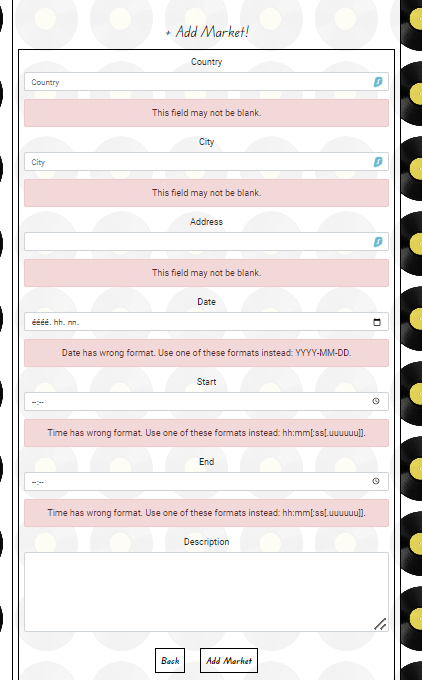 + Add Market!
Country
Country
This field may not be blank.
City
City
This field may not be blank.
Address
This field may not be blank.
Date
éééé. hh. nn.
Date has wrong format. Use one of these formats instead: YYYY-MM-DD.
Start
--:--
Time has wrong format. Use one of these formats instead: hh:mm[:ss[.uuuuuu]].
End
--:--
Time has wrong format. Use one of these formats instead: hh:mm[:ss[.uuuuuu]].
Description
Back Add Market